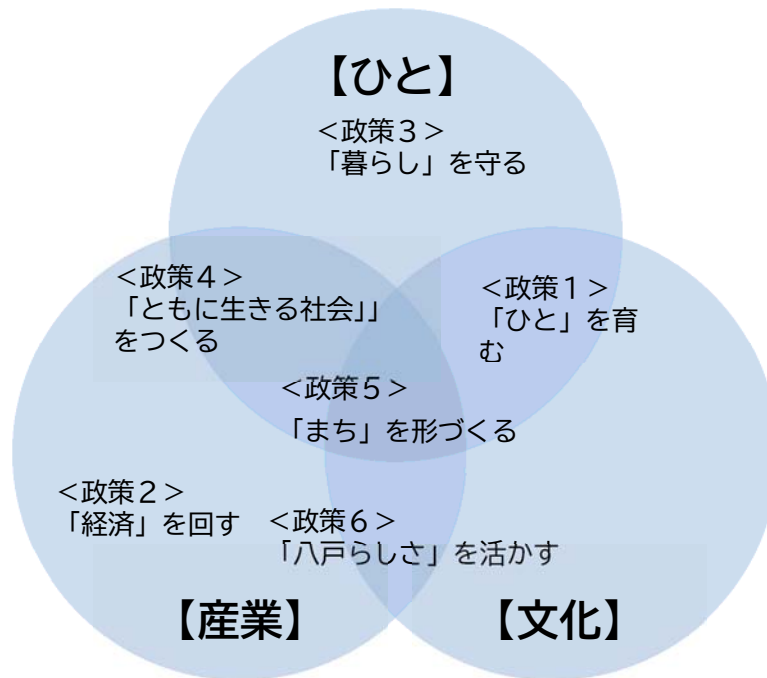 【ひと】
＜政策３＞
「暮らし」を守る
＜政策４＞
「ともに生きる社会」」
をつくる
＜政策１＞
「ひと」を育
む
＜政策５＞
「まち」を形づくる
＜政策２＞
「経済」を回す
＜政策６＞
「八戸らしさ」を活かす
【産業】
【文化】